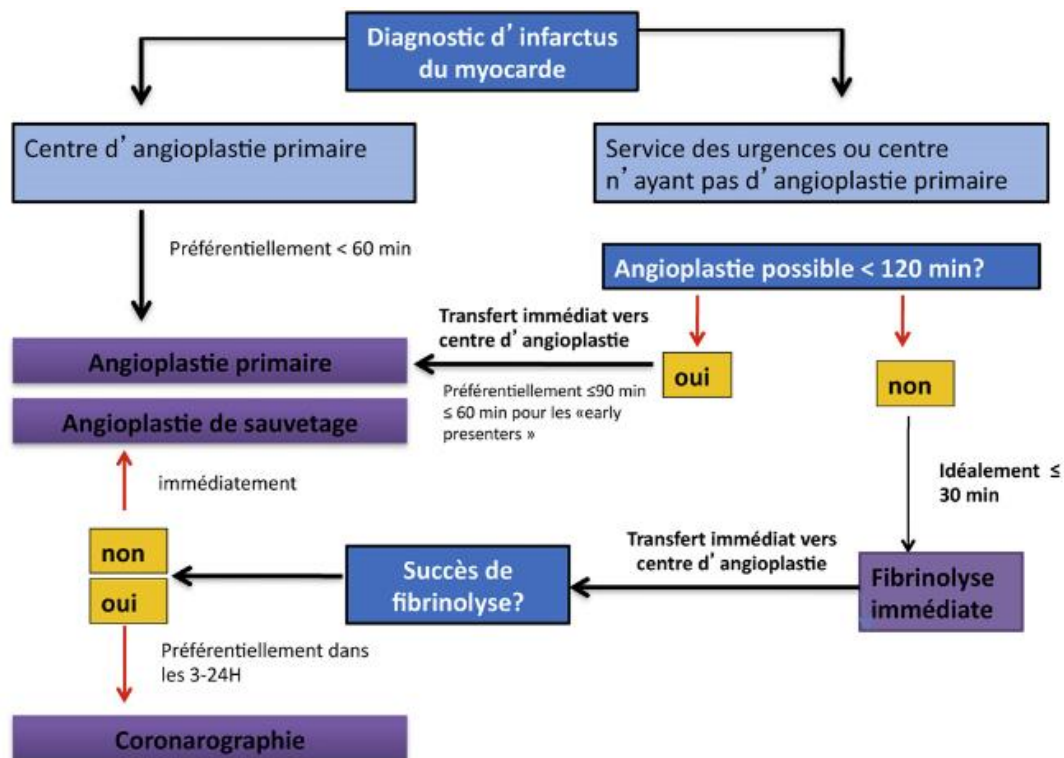 Diagnostic d’ infarctus
du myocarde
Centre d’ angioplastie primaire
Service des urgences ou centre
n’ ayant pas d’ angioplastie primaire
Préférentiellement < 60 min
Angioplastie possible < 120 min?
Transfert immédiat vers
centre d’ angioplastie
oui
non
Angioplastie primaire
Préférentiellement ≤90 min
≤ 60 min pour les «early
presenters »
Angioplastie de sauvetage
immédiatement
Idéalement ≤
30 min
non
oui
Succès de
fibrinolyse?
Transfert immédiat vers
centre d’ angioplastie
Fibrinolyse
immédiate
Préférentiellement dans
les 3-24H
Coronarographie